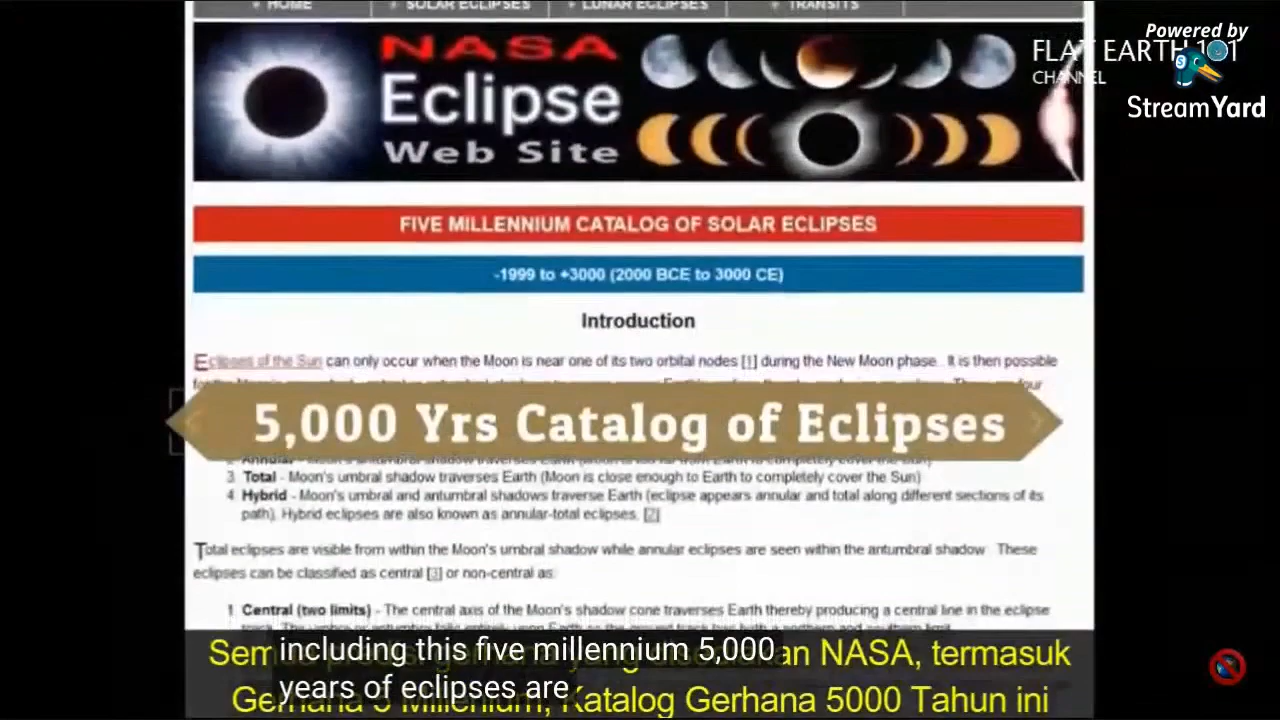 HOME SOLAR ECLIPSES LUNAR ECLIPSES TRANSITS
Powered by
FLAT EARTH 101
CHANNEL
StreamYard
NASA
Eclipse
Web Site
FIVE MILLENNIUM CATALOG OF SOLAR ECLIPSES
-1999 to +3000 (2000 BCE to 3000 CE)
Introduction
Eclipses of the Sun can only occur when the Moon is near one of its two orbital nodes [1] during the New Moon phase. It is then possible
5,000 Yrs Catalog of Eclipses
3 Total - Moon's umbral shadow traverses Earth (Moon is close enough to Earth to completely cover the Sun)
4 Hybrid - Moon's umbral and antumbral shadows traverse Earth (eclipse appears annular and total along different sections of its
path). Hybrid eclipses are also known as annular-total eclipses. [2]
Total eclipses are visible from within the Moon's umbral shadow while annular eclipses are seen within the antumbral shadow. These
eclipses can be classified as central [3] or non-central as:
1 Central (two limits) - The central axis of the Moon's shadow cone traverses Earth thereby producing a central line in the eclipse
including this five millennium 5,000
years of eclipses are
NASA, termasuk
Katalog Gerhana 5000 Tahun ini